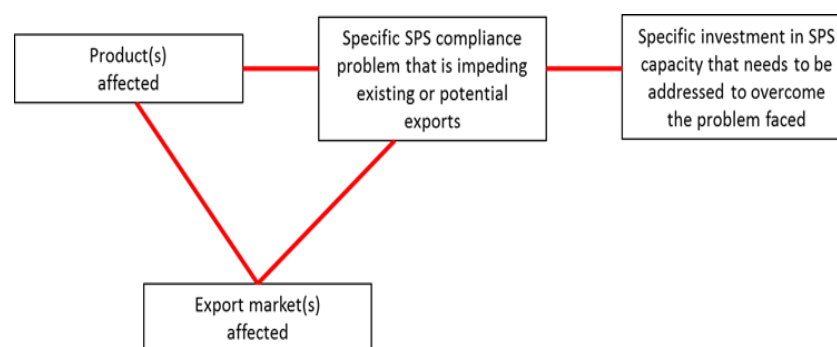 Product(s)
affected
Specific SPS compliance
problem that is impeding
existing or potential
exports
Specific investment in SPS
capacity that needs to be
addressed to overcome
the problem faced
Export market(s)
affected